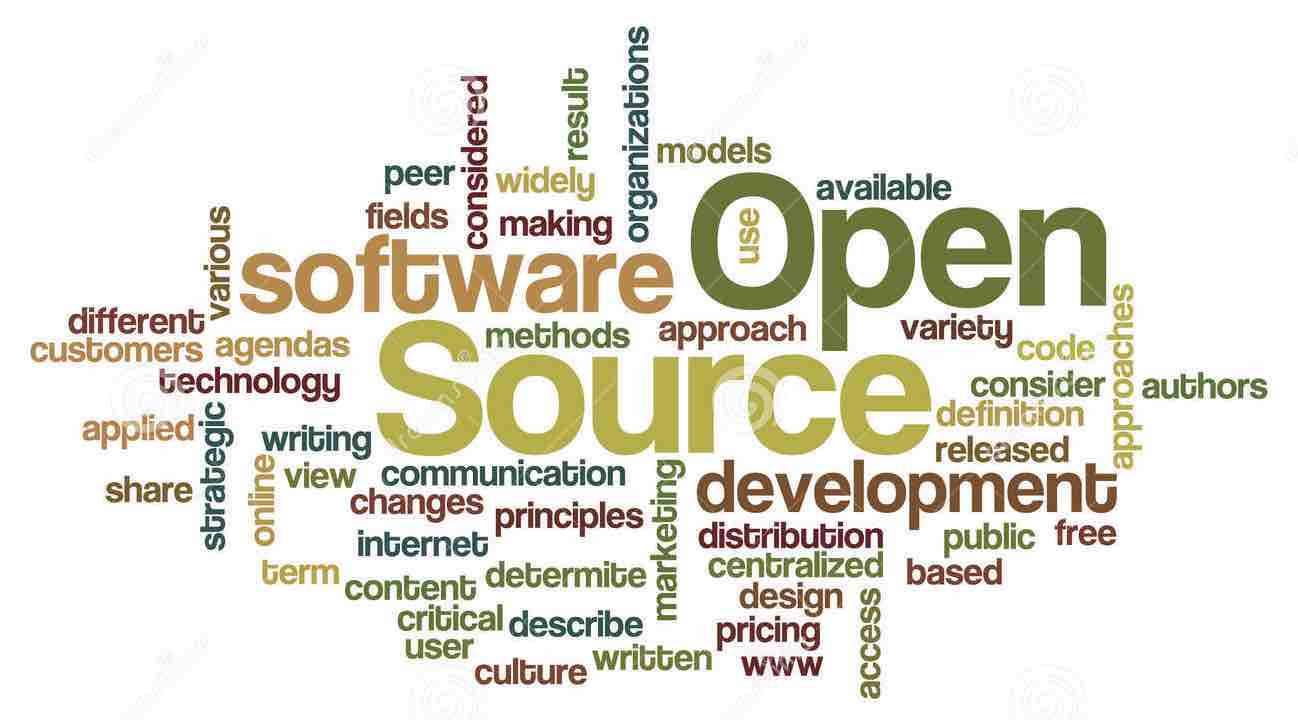 organizations
result
considered
models
peer
widely
available
fields
making
use
Open
various
software
different
methods
approach
variety
approaches
customers
agendas
code
technology
Source
consider
authors
applied
strategic
writing
definition
released
share
online
view
communication
marketing
development
changes
principles
internet
distribution
public
free
term
content
determite
centralized
based
critical
describe
design
access
user
written
pricing
culture
www